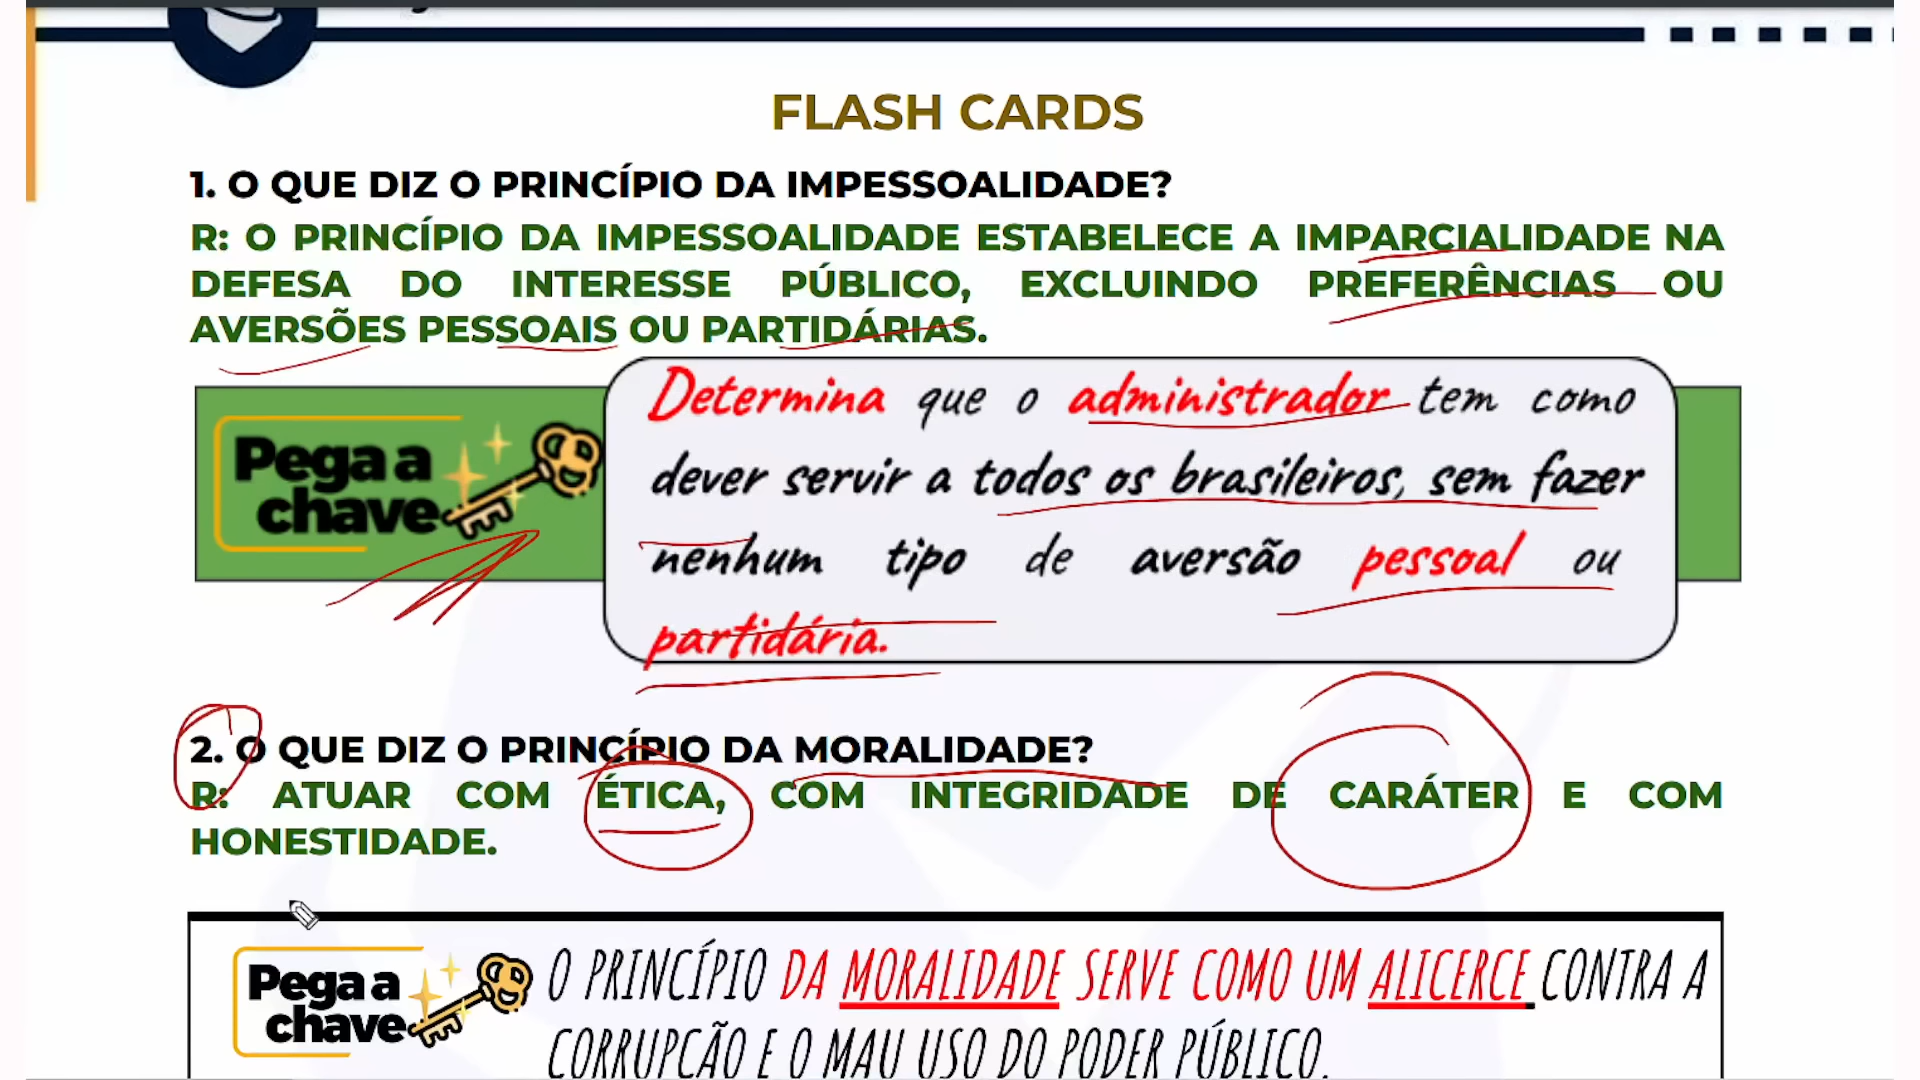 FLASH CARDS
1. O QUE DIZ O PRINCÍPIO DA IMPESSOALIDADE?
R: O PRINCÍPIO DA IMPESSOALIDADE ESTABELECE A IMPARCIALIDADE NA
DEFESA DO INTERESSE PÚBLICO, EXCLUINDO PREFERÊNCIAS OU
AVERSÕES PESSOAIS OU PARTIDÁRIAS.
Pega a
chave
Determina que o administrador tem como
dever servir a todos os brasileiros, sem fazer
nenhum tipo de aversão pessoal ou
partidária.
2. O QUE DIZ O PRINCÍPIO DA MORALIDADE?
R: ATUAR COM ÉTICA, COM INTEGRIDADE DE CARÁTER E COM
HONESTIDADE.
Pega a
chave
O PRINCÍPIO DA MORALIDADE SERVE COMO UM ALICERCE CONTRA A
CORRUPÇÃO E O MAU USO DO PODER PÚBLICO.